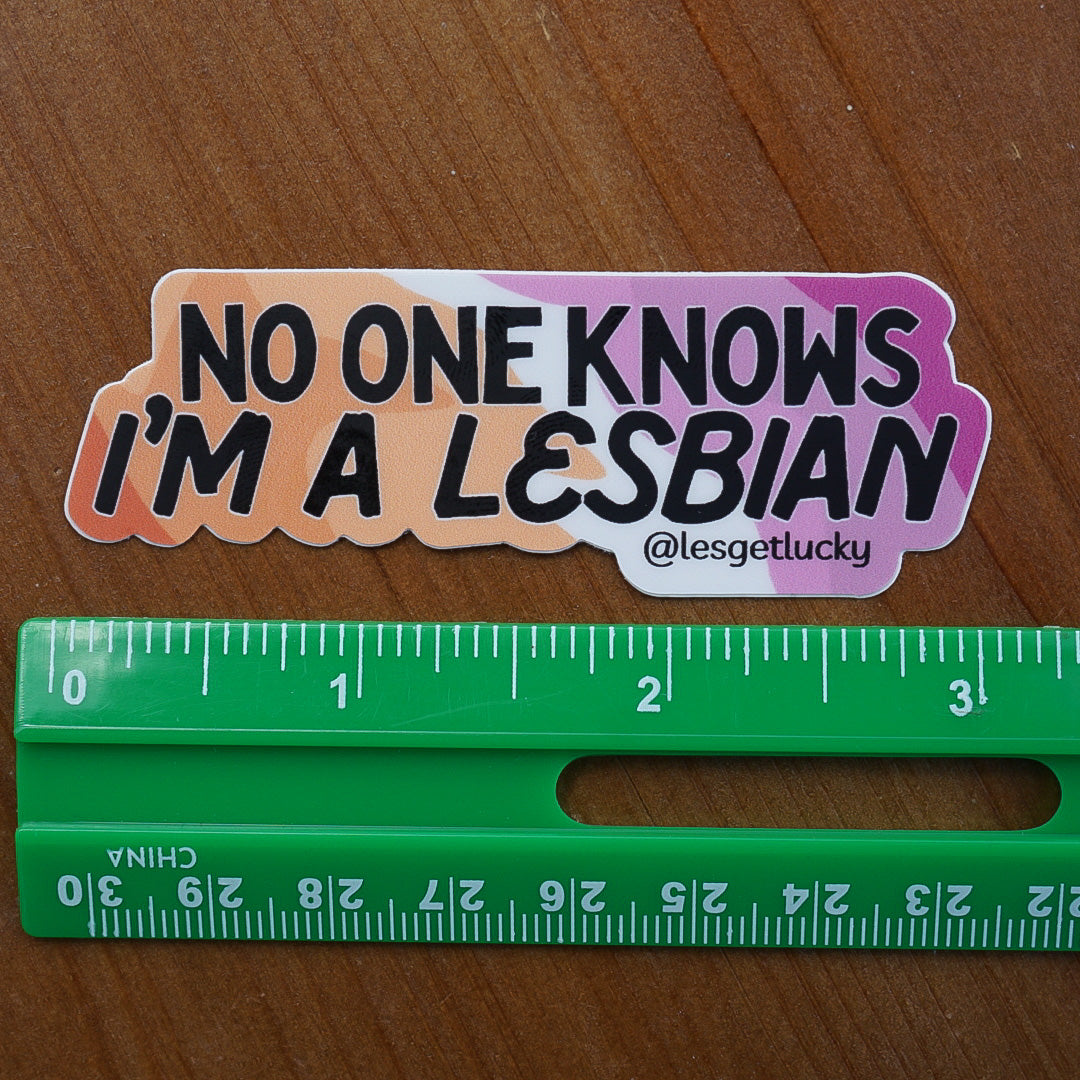 NO ONE KNOWS
I'M A LESBIAN
@lesgetlucky
0 1 2 3
CHINA
30 29 28 27 26 25 24 23 22